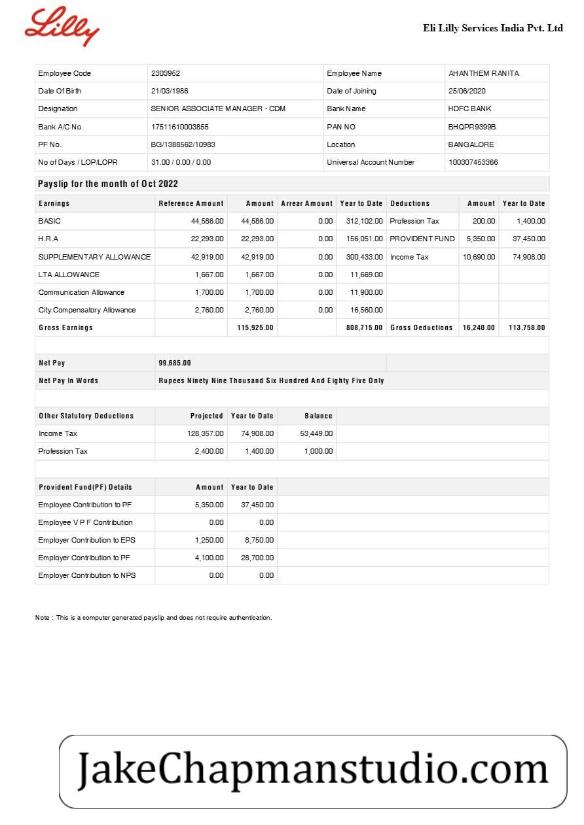 Lilly
Eli Lilly Services India Pvt. Ltd
Employee Code 2303952 Employee Name AHANTHEM RANITA
Date Of Birth 21/03/1986 Date of Joining 25/06/2020
Designation SENIOR ASSOCIATE MANAGER - CDM Bank Name HDFC BANK
Bank A/C No 17511610003855 PAN NO BHQPR9399B
PF No. BG/1388562/10983 Location BANGALORE
No of Days / LOP/LOPR 31.00 / 0.00 / 0.00 Universal Account Number 100307453366
Payslip for the month of Oct 2022
Earnings Reference Amount Amount Arrear Amount Year to Date Deductions Amount Year to Date
BASIC 44,586.00 44,586.00 0.00 312,102.00 Profession Tax 200.00 1,400.00
H.R.A 22,293.00 22,293.00 0.00 156,051.00 PROVIDENT FUND 5,350.00 37,450.00
SUPPLEMENTARY ALLOWANCE 42,919.00 42,919.00 0.00 300,433.00 Income Tax 10,690.00 74,908.00
LTA ALLOWANCE 1,667.00 1,667.00 0.00 11,669.00
Communication Allowance 1,700.00 1,700.00 0.00 11,900.00
City Compensatory Allowance 2,760.00 2,760.00 0.00 16,560.00
Gross Earnings 115,925.00 808,715.00 Gross Deductions 16,240.00 113,758.00
Net Pay 99,685.00
Net Pay in Words Rupees Ninety Nine Thousand Six Hundred And Eighty Five Only
Other Statutory Deductions Projected Year to Date Balance
Income Tax 128,357.00 74,908.00 53,449.00
Profession Tax 2,400.00 1,400.00 1,000.00
Provident Fund(PF) Details Amount Year to Date
Employee Contribution to PF 5,350.00 37,450.00
Employee V P F Contribution 0.00 0.00
Employer Contribution to EPS 1,250.00 8,750.00
Employer Contribution to PF 4,100.00 28,700.00
Employer Contribution to NPS 0.00 0.00
Note : This is a computer generated payslip and does not require authentication.
JakeChapmanstudio.com